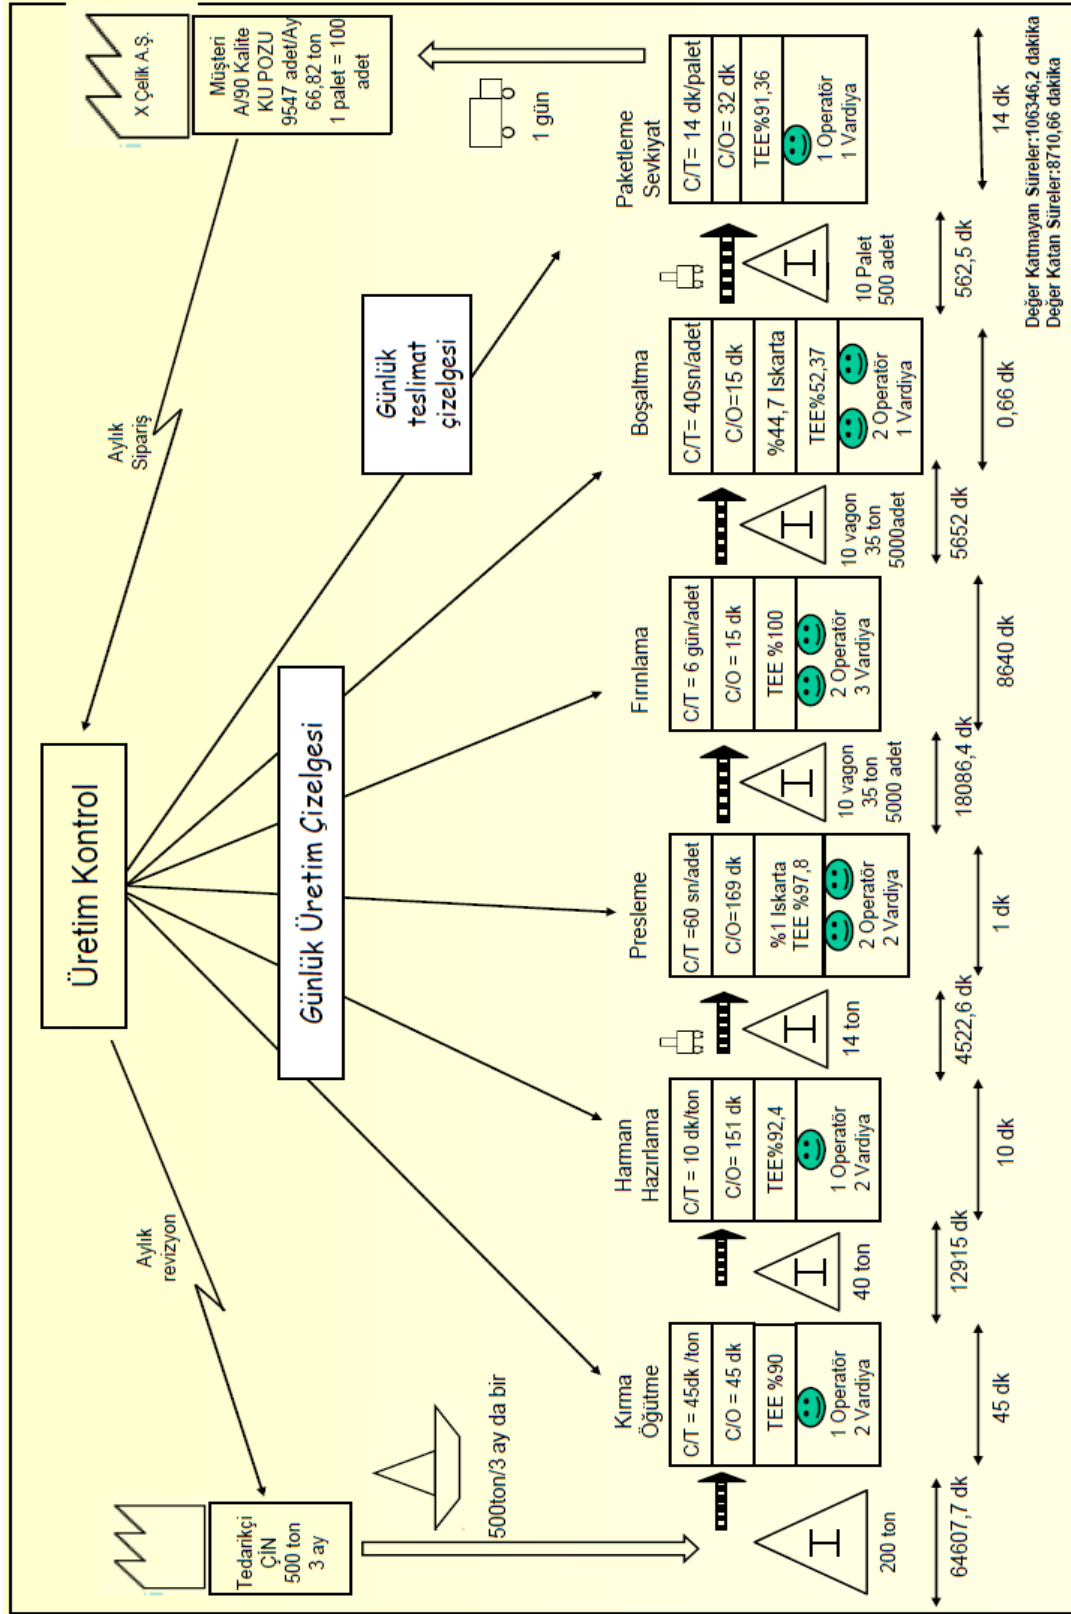 Üretim Kontrol
X Çelik A.Ş.
Müşteri
A/90 Kalite
KU POZU
9547 adet/Ay
66,82 ton
1 palet = 100
adet
Aylık
Sipariş
Aylık
revizyon
Tedarikçi
ÇİN
500 ton
3 ay
500ton/3 ay da bir
1 gün
Günlük Üretim Çizelgesi
Günlük
teslimat
çizelgesi
200 ton
Kırma
Öğütme
C/T = 45dk /ton
C/O = 45 dk
TEE %90
1 Operatör
2 Vardiya
40 ton
Harman
Hazırlama
C/T = 10 dk/ton
C/O= 151 dk
TEE%92,4
1 Operatör
2 Vardiya
14 ton
Presleme
C/T =60 sn/adet
C/O=169 dk
%1 Iskarta
TEE %97,8
2 Operatör
2 Vardiya
10 vagon
35 ton
5000 adet
Fırınlama
C/T = 6 gün/adet
C/O = 15 dk
TEE %100
2 Operatör
3 Vardiya
10 vagon
35 ton
5000adet
Boşaltma
C/T= 40sn/adet
C/O=15 dk
%44,7 Iskarta
TEE%52,37
2 Operatör
1 Vardiya
10 Palet
500 adet
Paketleme
Sevkiyat
C/T= 14 dk/palet
C/O= 32 dk
TEE%91,36
1 Operatör
1 Vardiya
64607,7 dk
45 dk
12915 dk
10 dk
4522,6 dk
1 dk
18086,4 dk
8640 dk
5652 dk
0,66 dk
562,5 dk
14 dk
Değer Katmayan Süreler:106346,2 dakika
Değer Katan Süreler:8710,66 dakika